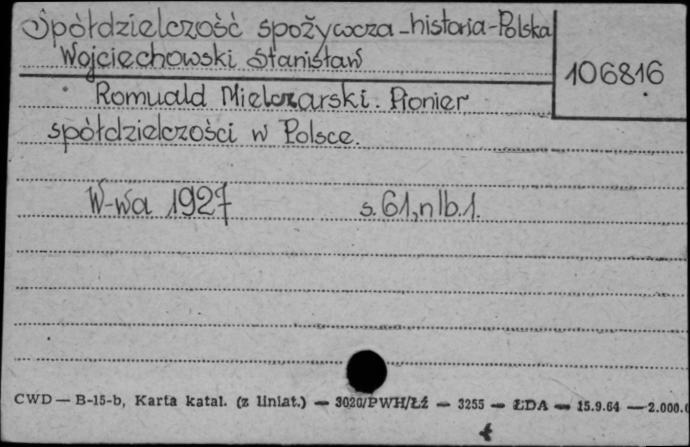 Spółdzielczość spożywcza-historia-Polska
Wojciechowski Stanisław
106816
Romuald Mielczarski. Pionier
spółdzielczości w Polsce.
W-wa 1927 s. 61, nlb. 1.
CWD — B-15-b, Karta katal. (z liniat.) — 3020/PWH/Łź — 3255 — ŁDA — 15.9.64 — 2.000.0